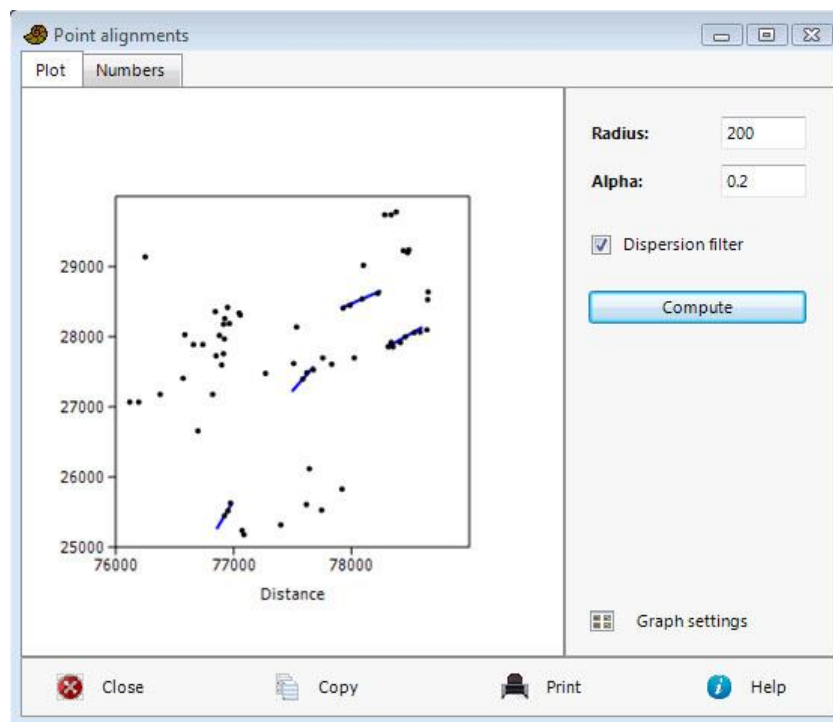 Point alignments
Plot Numbers
Radius: 200
Alpha: 0.2
Dispersion filter
Compute
29000
28000
27000
26000
25000
76000 77000 78000
Distance
Graph settings
Close Copy Print Help